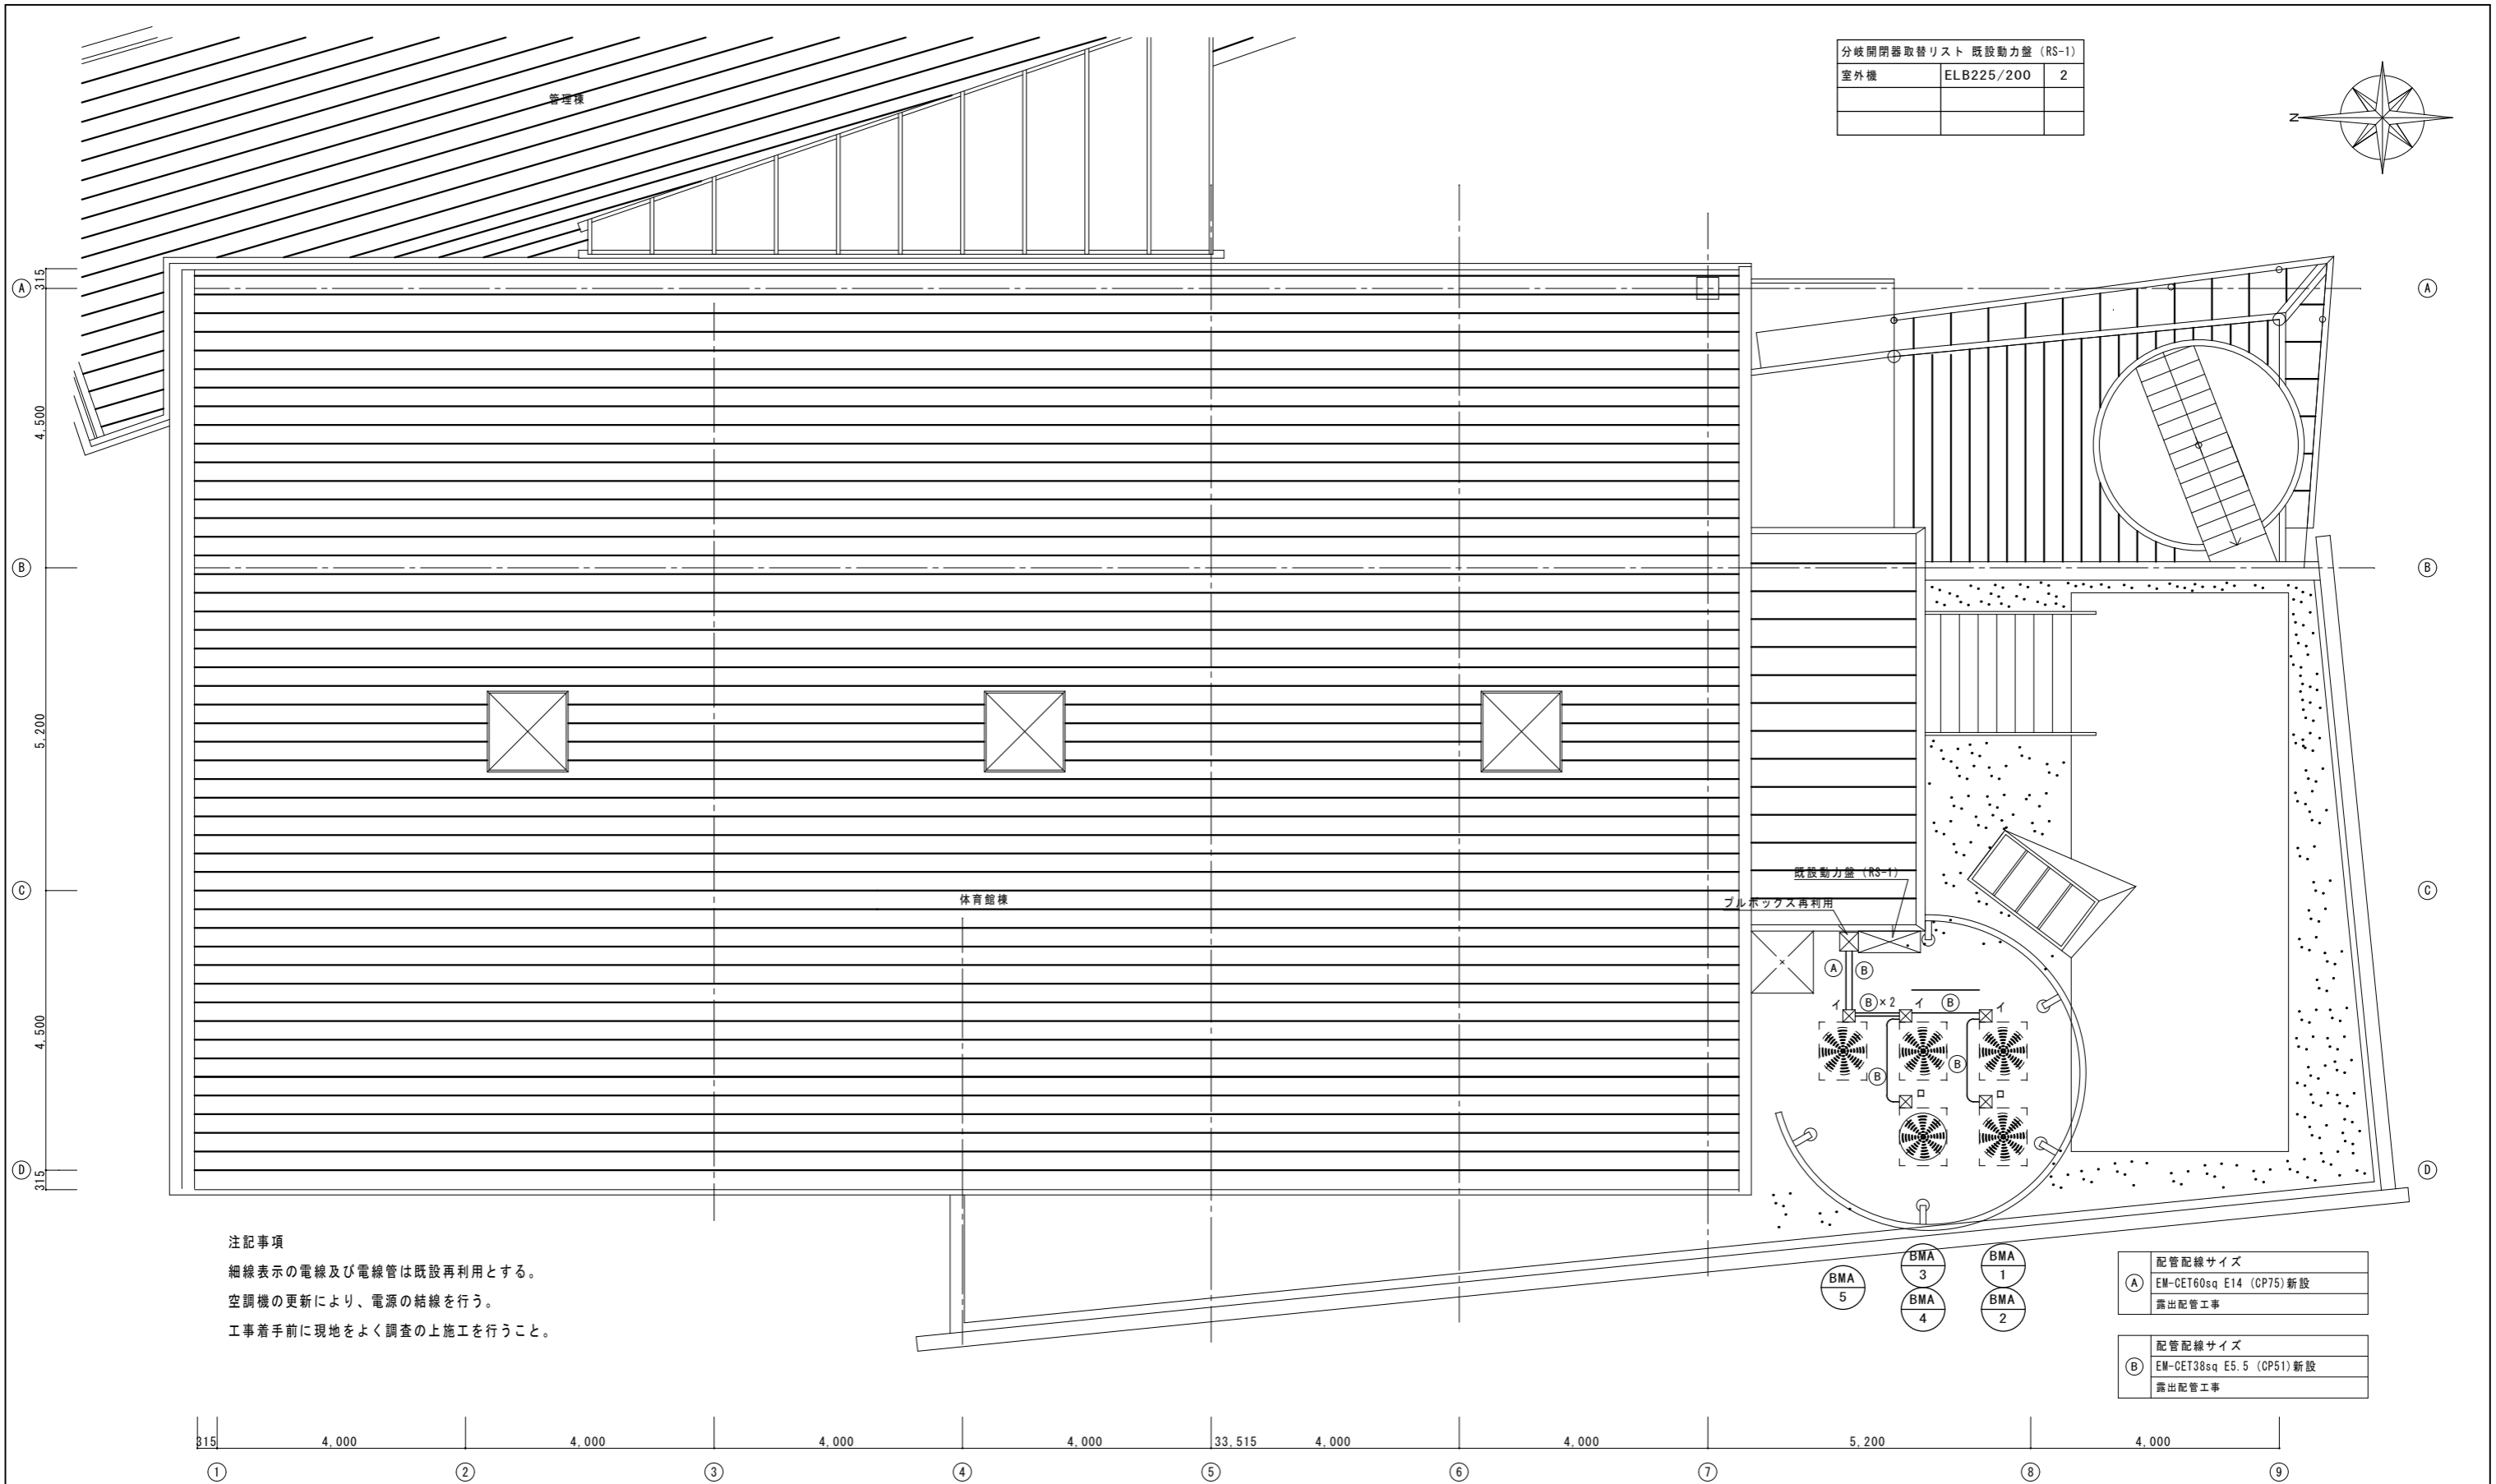 分岐開閉器取替リスト 既設動力盤 (RS-1)
室外機 ELB225/200 2
N
管理棟
A
A
B
B
C
C
D
D
315
4,500
5,200
4,500
315
体育館棟
既設動力盤 (RS-1)
プルボックス再利用
A B
イ B×2 イ B イ
B B
ロ ロ
注記事項
細線表示の電線及び電線管は既設再利用とする。
空調機の更新により、電源の結線を行う。
工事着手前に現地をよく調査の上施工を行うこと。
BMA
5
BMA
3
BMA
4
BMA
1
BMA
2
配管配線サイズ
A EM-CET60sq E14 (CP75)新設
露出配管工事
配管配線サイズ
B EM-CET38sq E5.5 (CP51)新設
露出配管工事
315 4,000 4,000 4,000 4,000 33,515 4,000 4,000 5,200 4,000
1 2 3 4 5 6 7 8 9